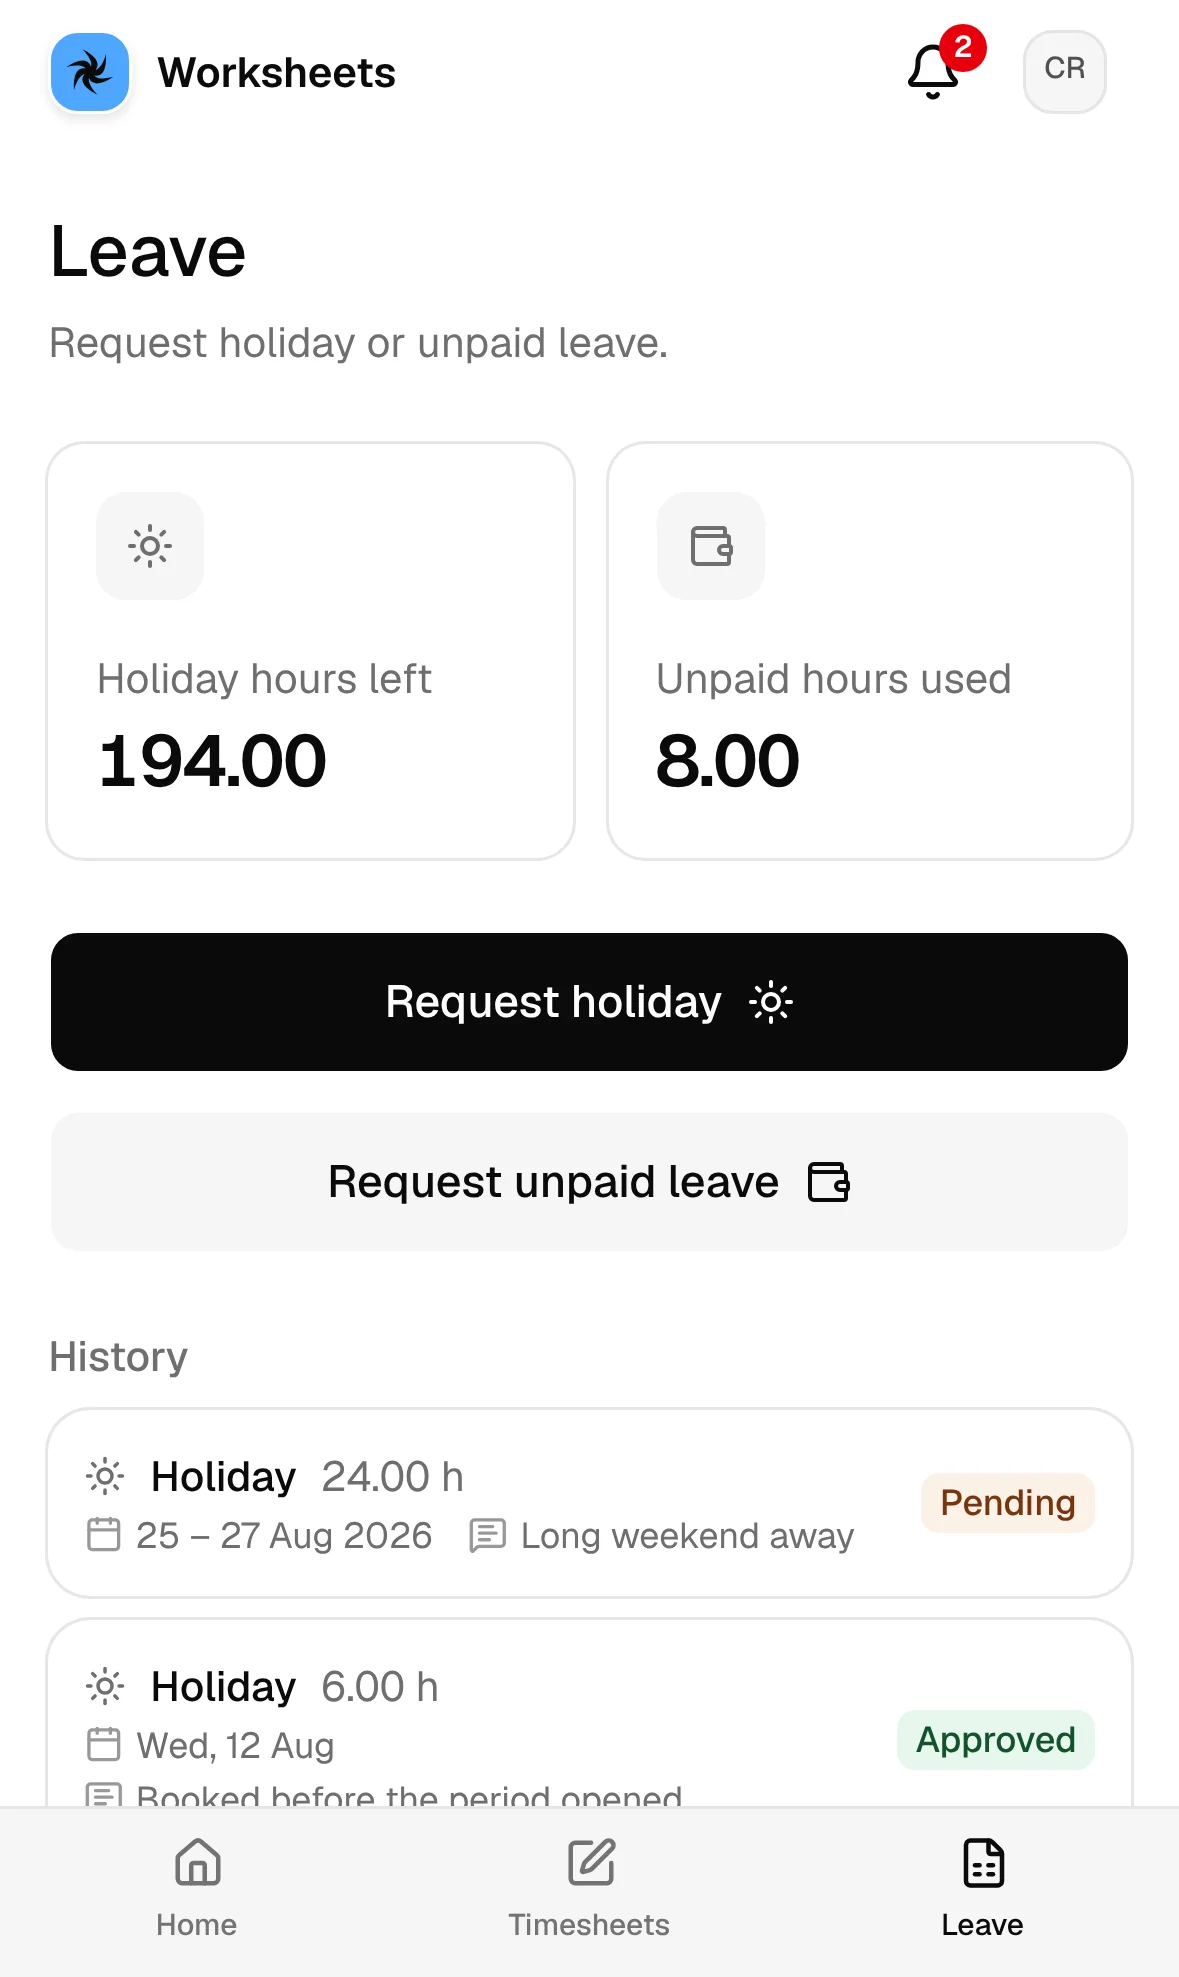 Worksheets
2
CR
Leave
Request holiday or unpaid leave.
Holiday hours left
194.00
Unpaid hours used
8.00
Request holiday
Request unpaid leave
History
Holiday 24.00 h
25 – 27 Aug 2026 Long weekend away
Pending
Holiday 6.00 h
Wed, 12 Aug
Approved
Booked before the period opened
Home
Timesheets
Leave